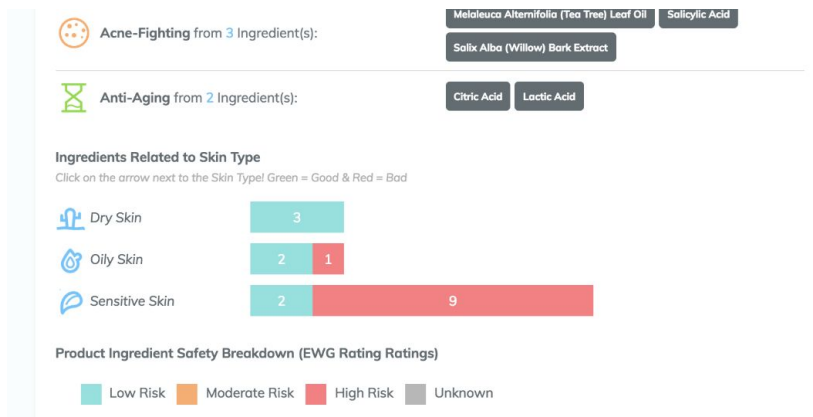 Melaleuca Alternifolia (Tea Tree) Leaf Oil Salicylic Acid
Acne-Fighting from 3 Ingredient(s):
Salix Alba (Willow) Bark Extract
Anti-Aging from 2 Ingredient(s): Citric Acid Lactic Acid
Ingredients Related to Skin Type
Click on the arrow next to the Skin Type! Green = Good & Red = Bad
Dry Skin 3
Oily Skin 2 1
Sensitive Skin 2 9
Product Ingredient Safety Breakdown (EWG Rating Ratings)
Low Risk Moderate Risk High Risk Unknown